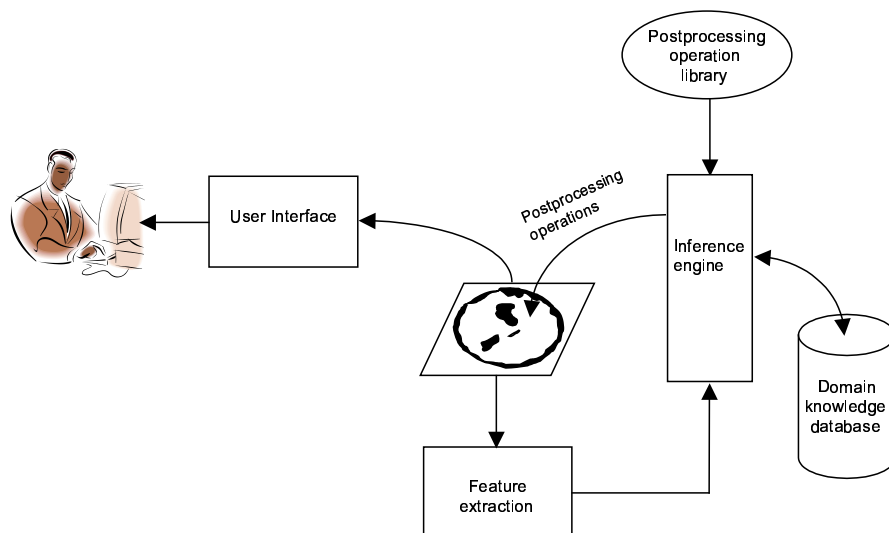 Postprocessing
operation
library
Postprocessing
operations
User Interface
Inference
engine
Domain
knowledge
database
Feature
extraction